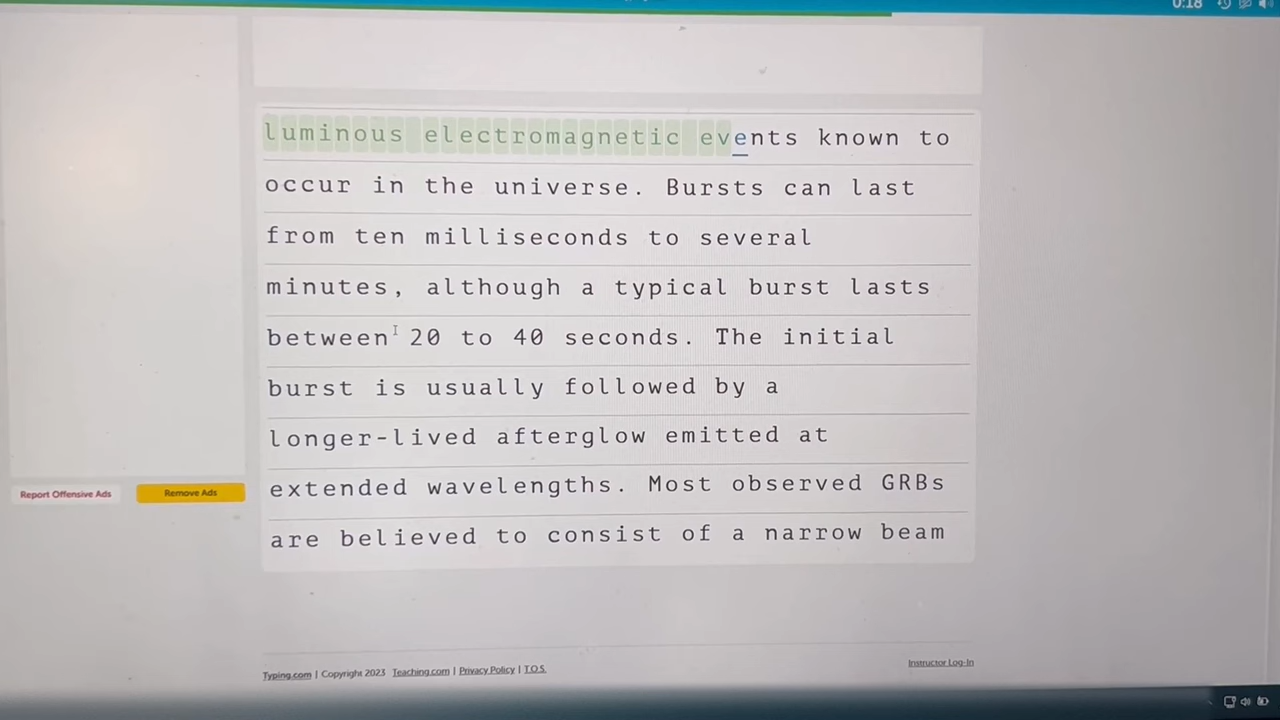 0:18
luminous electromagnetic events known to
occur in the universe. Bursts can last
from ten milliseconds to several
minutes, although a typical burst lasts
between 20 to 40 seconds. The initial
burst is usually followed by a
longer-lived afterglow emitted at
extended wavelengths. Most observed GRBs
are believed to consist of a narrow beam
Report Offensive Ads
Remove Ads
Typing.com | Copyright 2023 Teaching.com | Privacy Policy | T.O.S.
Instructor Log-In